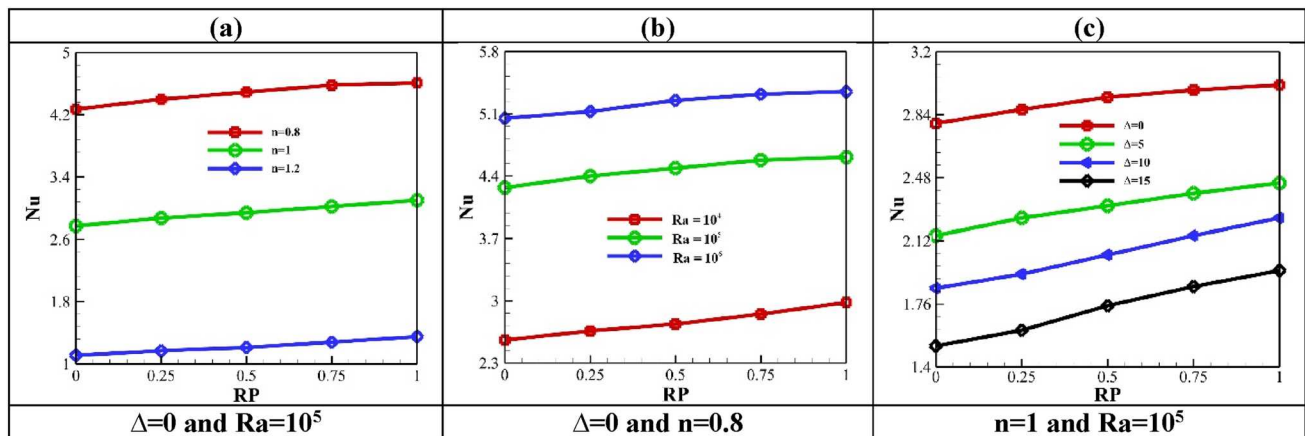 (a)
(b)
(c)
5
4.2
3.4
2.6
1.8
1
Nu
n=0.8
n=1
n=1.2
0 0.25 0.5 0.75 1
RP
5.8
5.1
4.4
3.7
3
2.3
Nu
Ra = 10⁴
Ra = 10⁵
Ra = 10⁶
0 0.25 0.5 0.75 1
RP
3.2
2.84
2.48
2.12
1.76
1.4
Nu
Δ=0
Δ=5
Δ=10
Δ=15
0 0.25 0.5 0.75 1
RP
Δ=0 and Ra=10⁵
Δ=0 and n=0.8
n=1 and Ra=10⁵